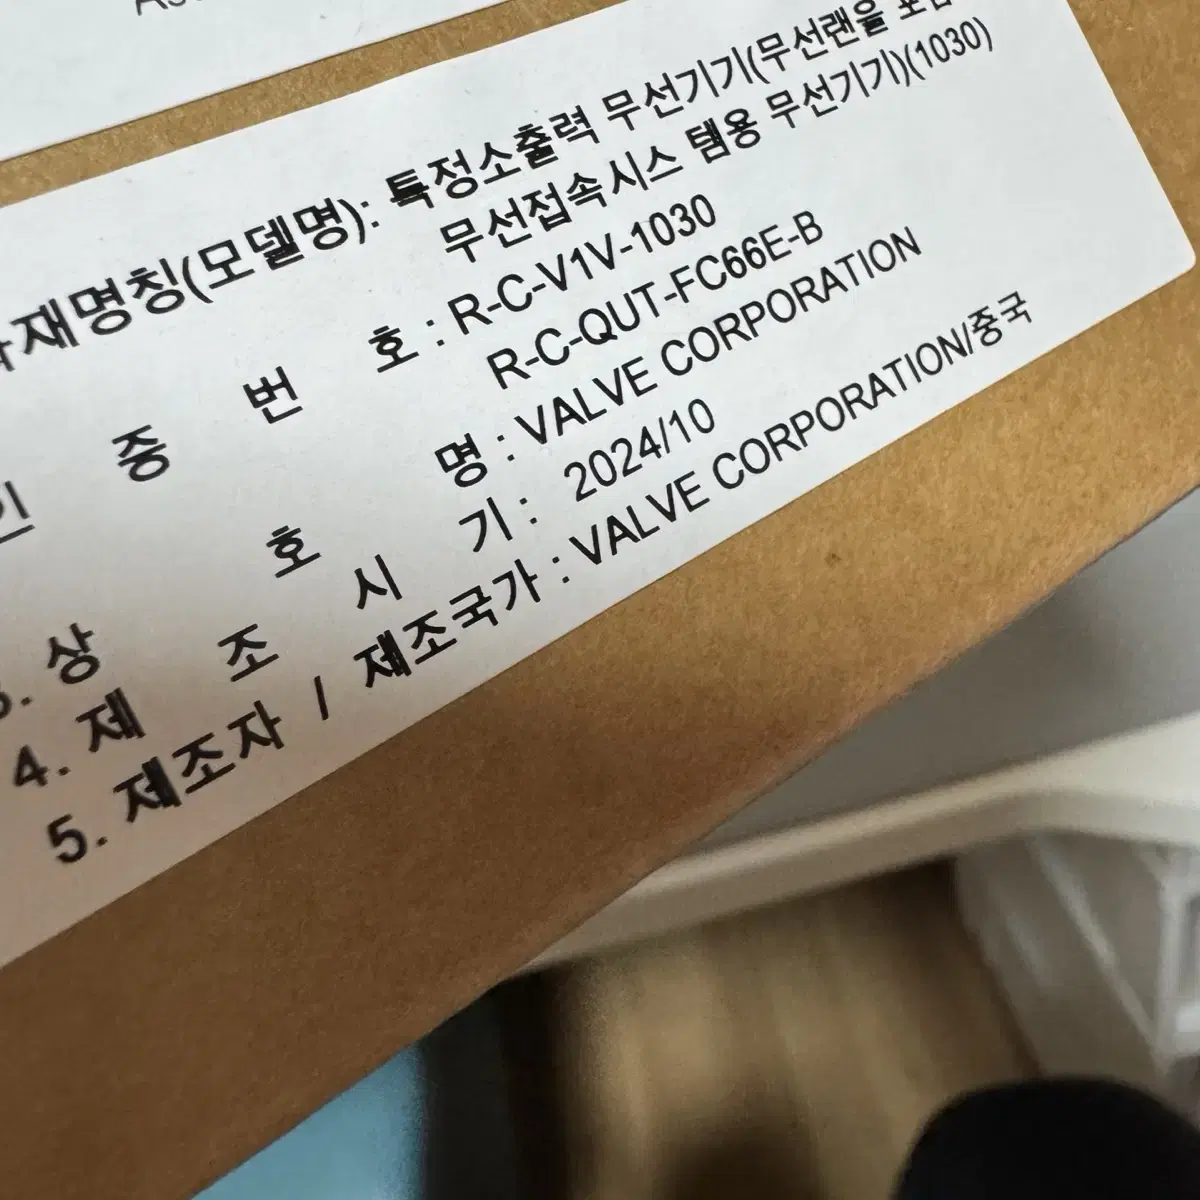 재명칭(모델명): 특정소출력 무선기기(무선랜을 포함
무선접속시스 템용 무선기기)(1030)
인 증 번 호 : R-C-V1V-1030
R-C-QUT-FC66E-B
3. 상 호 명 : VALVE CORPORATION
4. 제 조 시 기 : 2024/10
5. 제조자 / 제조국가 : VALVE CORPORATION/중국